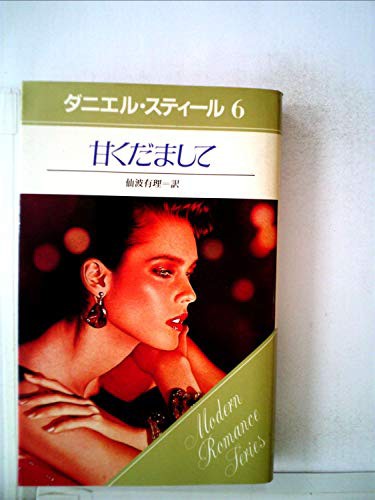 ダニエル・スティール 6
甘くだまして
仙波有理=訳
Modern
Romance
Series